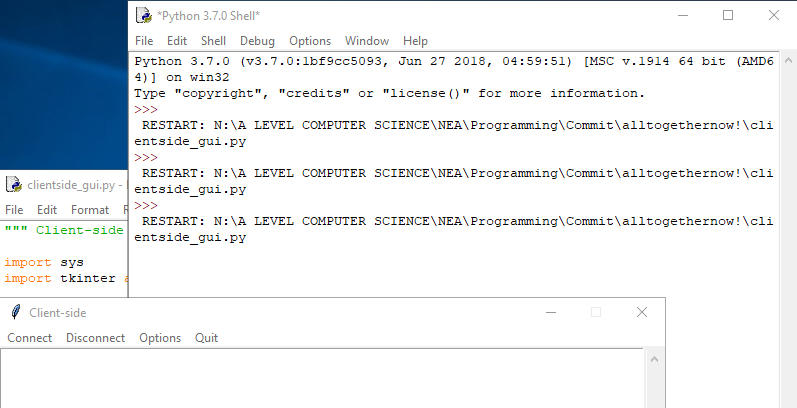 *Python 3.7.0 Shell*
File Edit Shell Debug Options Window Help
Python 3.7.0 (v3.7.0:1bf9cc5093, Jun 27 2018, 04:59:51) [MSC v.1914 64 bit (AMD6
4)] on win32
Type "copyright", "credits" or "license()" for more information.
>>>
RESTART: N:\A LEVEL COMPUTER SCIENCE\NEA\Programming\Commit\alltogethernow!\cli
entside_gui.py
>>>
RESTART: N:\A LEVEL COMPUTER SCIENCE\NEA\Programming\Commit\alltogethernow!\cli
entside_gui.py
>>>
RESTART: N:\A LEVEL COMPUTER SCIENCE\NEA\Programming\Commit\alltogethernow!\cli
entside_gui.py
clientside_gui.py -
File Edit Format
""" Client-side
import sys
import tkinter
Client-side
Connect Disconnect Options Quit